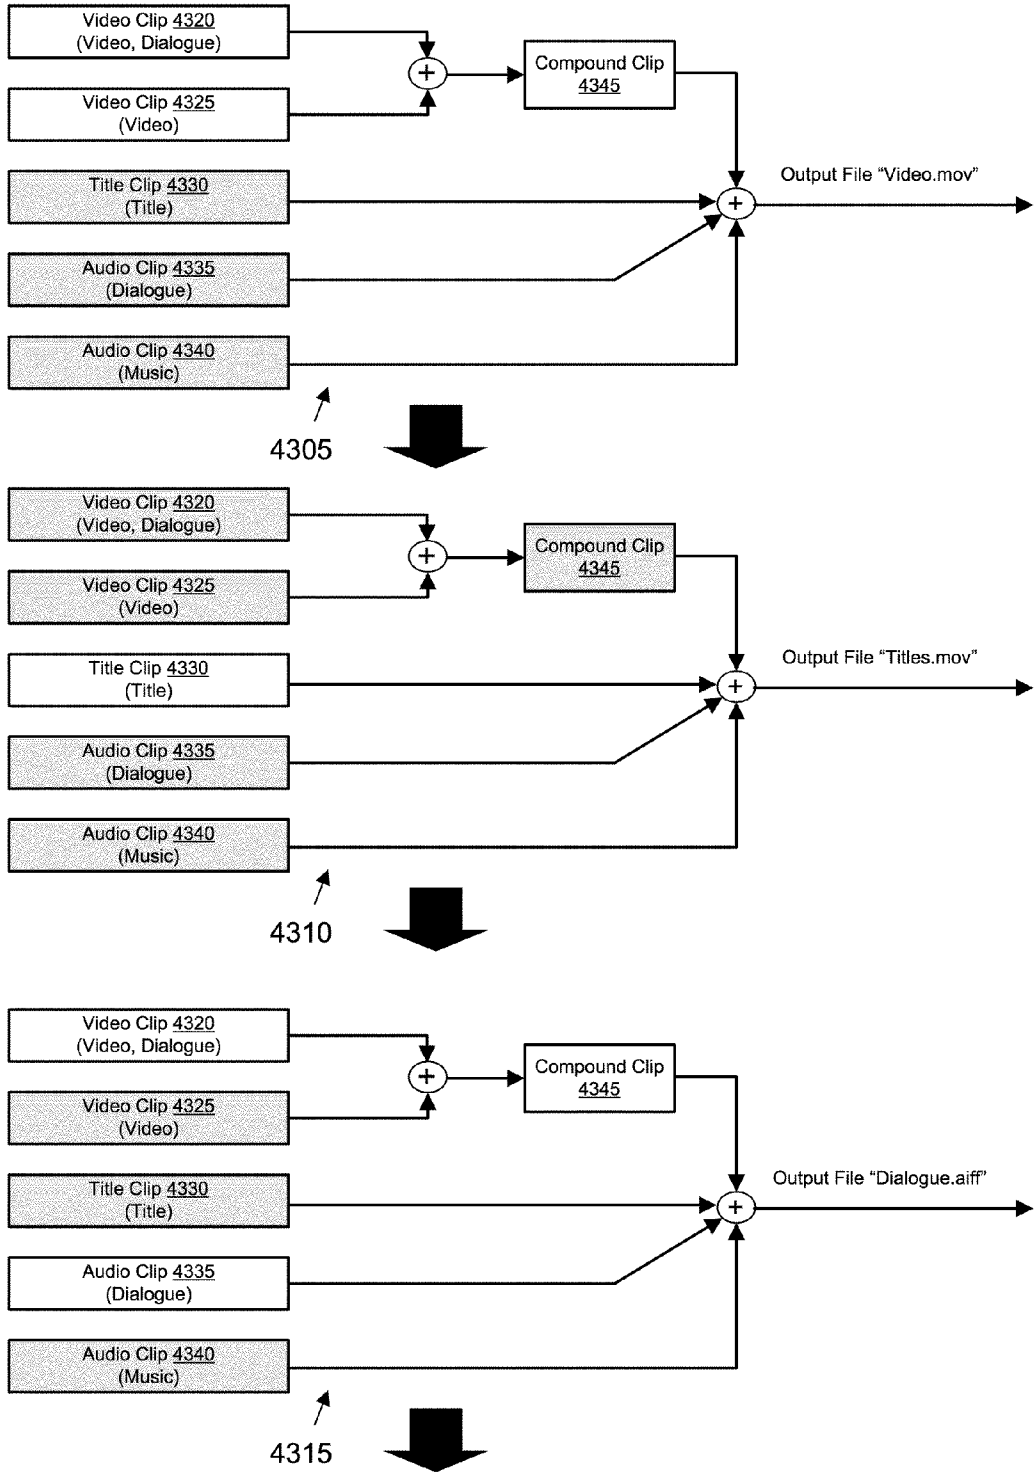 Video Clip 4320
(Video, Dialogue)
Compound Clip
4345
Video Clip 4325
(Video)
Title Clip 4330
(Title)
Output File “Video.mov”
Audio Clip 4335
(Dialogue)
Audio Clip 4340
(Music)
4305
Video Clip 4320
(Video, Dialogue)
Compound Clip
4345
Video Clip 4325
(Video)
Title Clip 4330
(Title)
Output File “Titles.mov”
Audio Clip 4335
(Dialogue)
Audio Clip 4340
(Music)
4310
Video Clip 4320
(Video, Dialogue)
Compound Clip
4345
Video Clip 4325
(Video)
Title Clip 4330
(Title)
Output File “Dialogue.aiff”
Audio Clip 4335
(Dialogue)
Audio Clip 4340
(Music)
4315